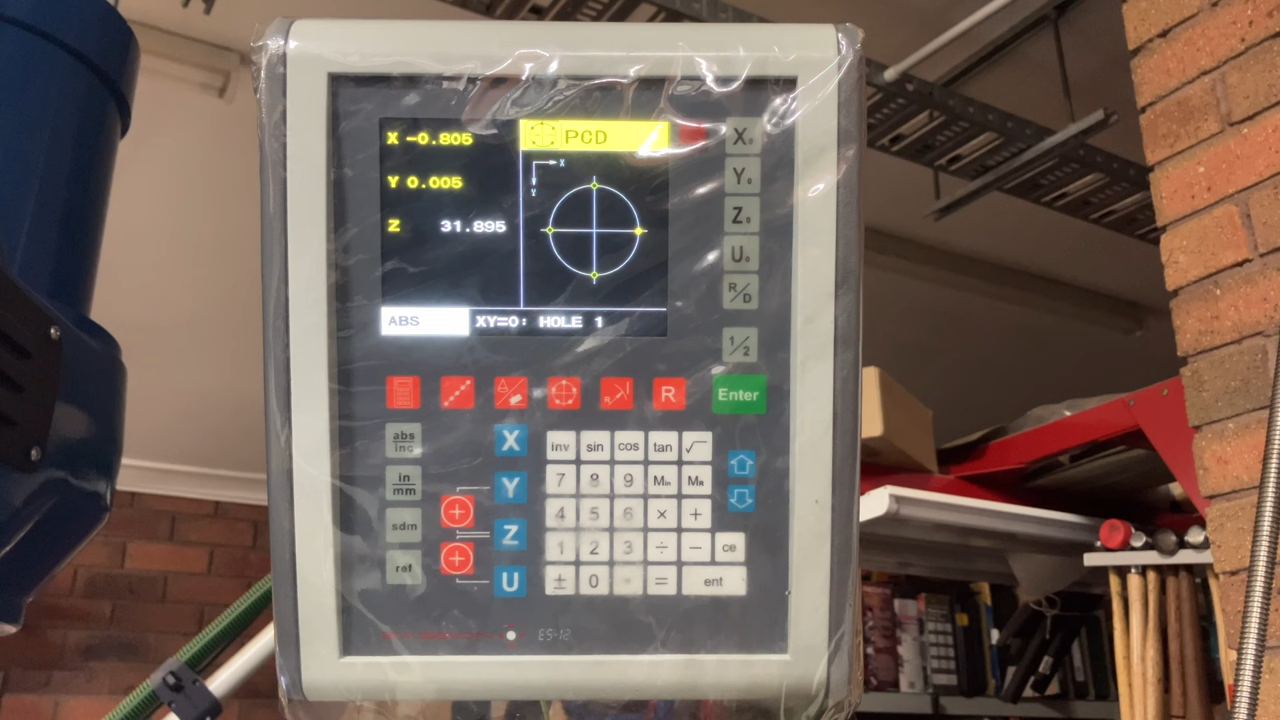 X -0.805
PCD
X
Y
Y 0.005
Z 31.895
ABS XY=0: HOLE 1
X₀
Y₀
Z₀
U₀
R/D
1/2
R
R
Enter
abs
inc
X
inv sin cos tan √
in
mm
Y
7 8 9 Min MR
sdm
4 5 6 × +
Z
1 2 3 ÷ − ce
ref
U
± 0 = ent
ES-12